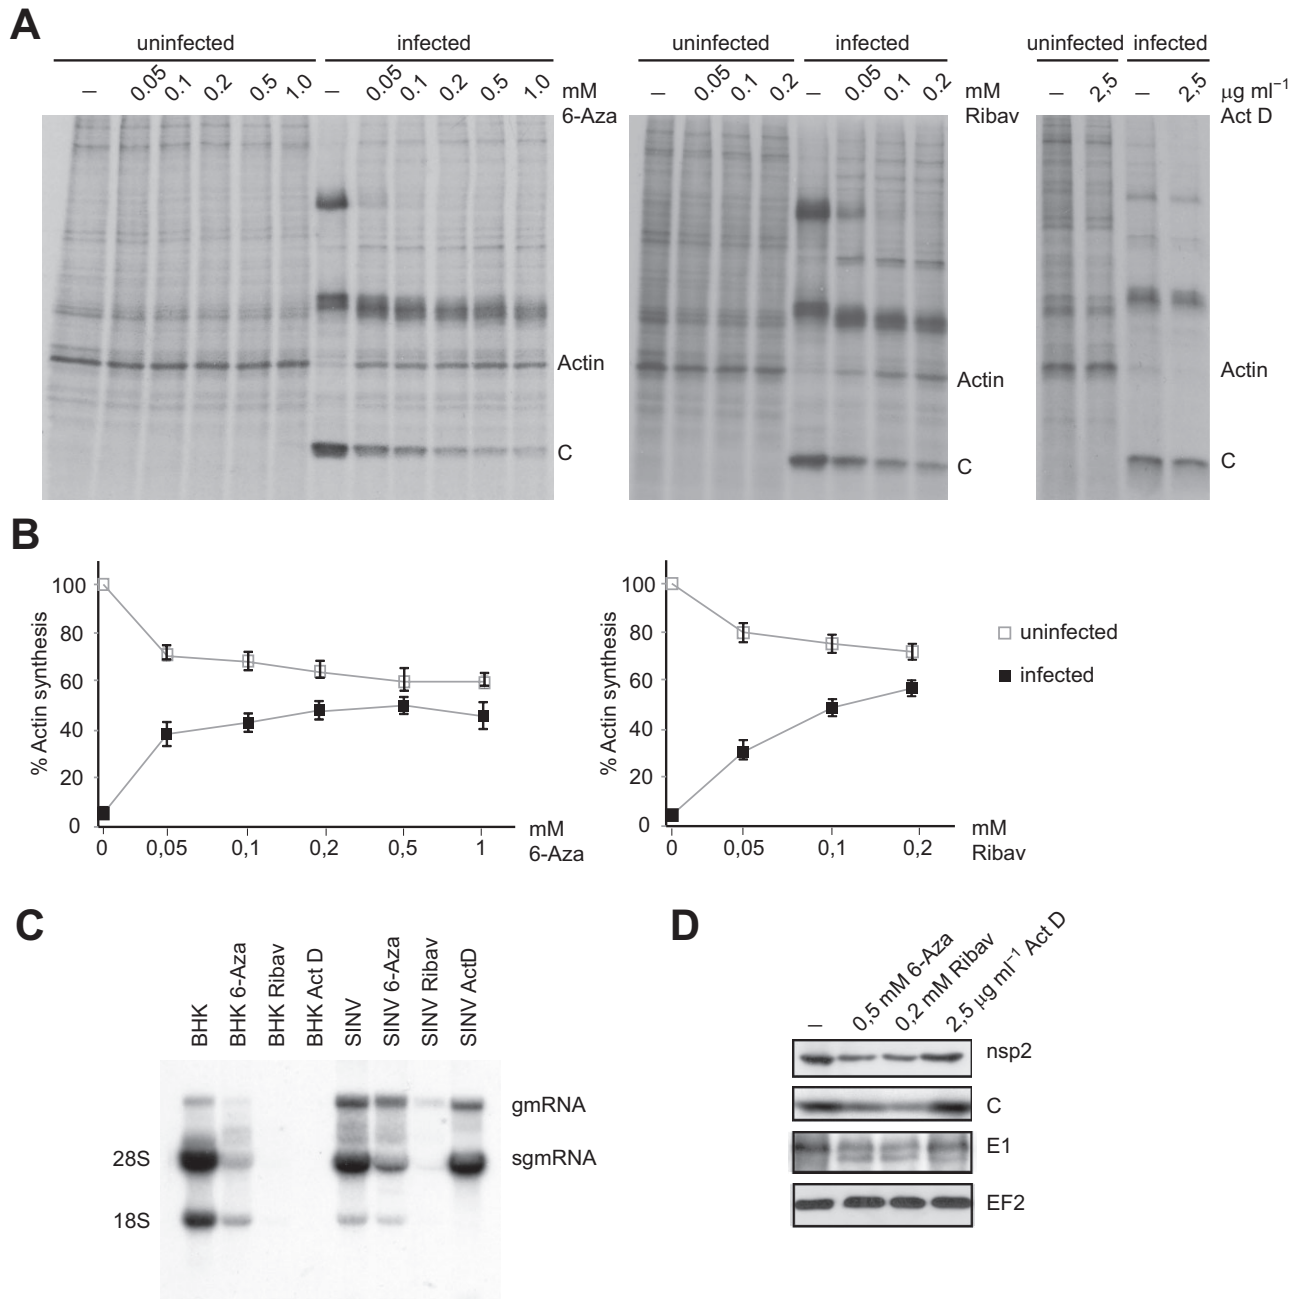 A
uninfected infected
– 0.05 0.1 0.2 0.5 1.0 – 0.05 0.1 0.2 0.5 1.0 mM
6-Aza
Actin
C
uninfected infected
– 0.05 0.1 0.2 – 0.05 0.1 0.2 mM
Ribav
Actin
C
uninfected infected
– 2,5 – 2,5 μg ml⁻¹
Act D
Actin
C
B
% Actin synthesis
100
80
60
40
20
0
0 0,05 0,1 0,2 0,5 1
mM
6-Aza
% Actin synthesis
100
80
60
40
20
0
0 0,05 0,1 0,2
mM
Ribav
uninfected
infected
C
BHK
BHK 6-Aza
BHK Ribav
BHK Act D
SINV
SINV 6-Aza
SINV Ribav
SINV ActD
gmRNA
28S
sgmRNA
18S
D
–
0,5 mM 6-Aza
0,2 mM Ribav
2,5 μg ml⁻¹ Act D
nsp2
C
E1
EF2